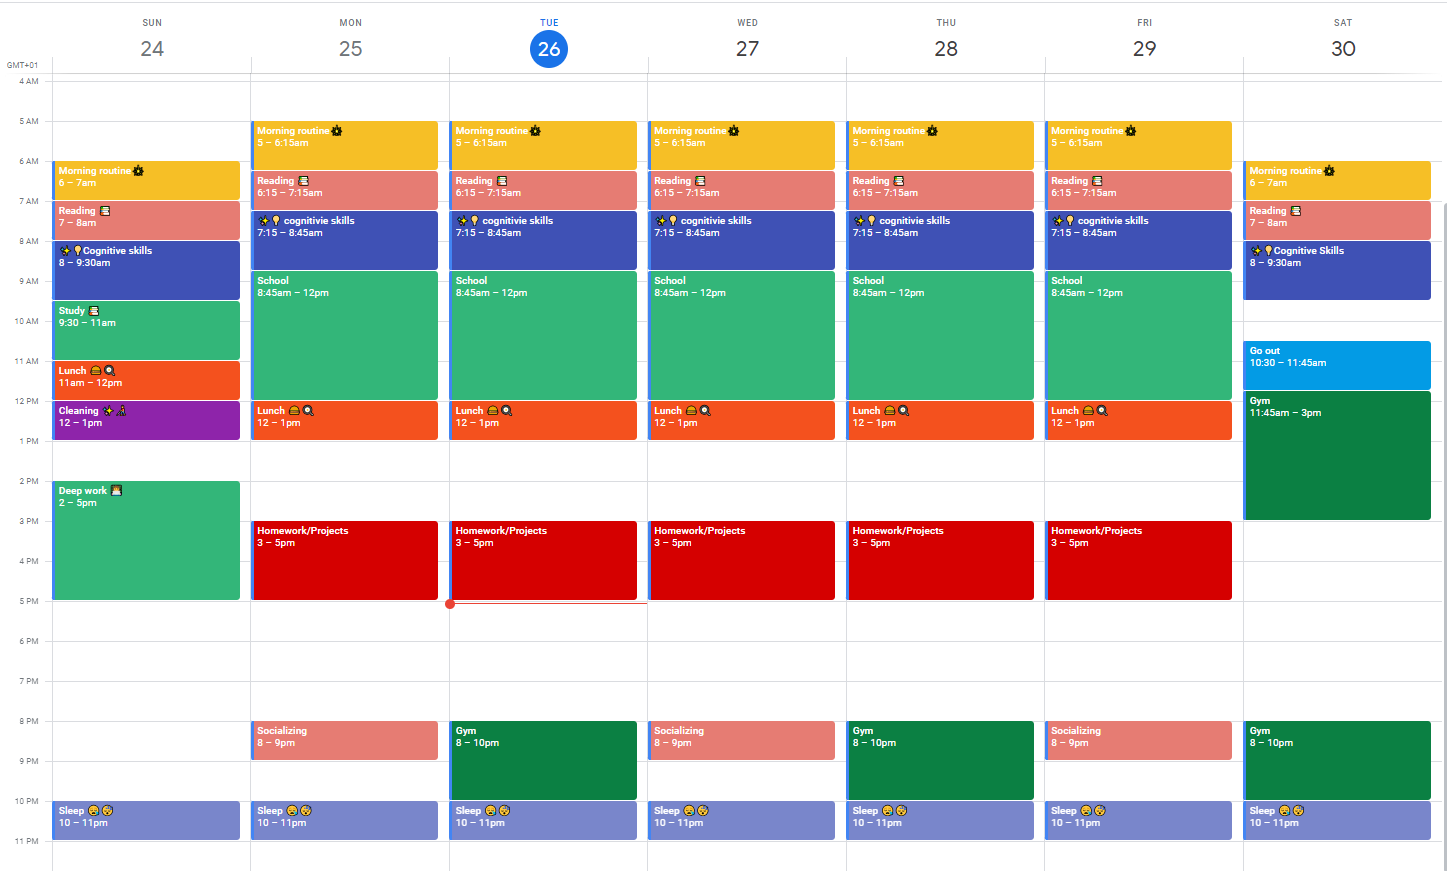 SUN
MON
TUE
WED
THU
FRI
SAT
24
25
26
27
28
29
30
GMT+01
4 AM
5 AM
6 AM
7 AM
8 AM
9 AM
10 AM
11 AM
12 PM
1 PM
2 PM
3 PM
4 PM
5 PM
6 PM
7 PM
8 PM
9 PM
10 PM
11 PM
Morning routine
6 – 7am
Reading
7 – 8am
Cognitive skills
8 – 9:30am
Study
9:30 – 11am
Lunch
11am – 12pm
Cleaning
12 – 1pm
Deep work
2 – 5pm
Sleep
10 – 11pm
Morning routine
5 – 6:15am
Reading
6:15 – 7:15am
cognitivie skills
7:15 – 8:45am
School
8:45am – 12pm
Lunch
12 – 1pm
Homework/Projects
3 – 5pm
Socializing
8 – 9pm
Sleep
10 – 11pm
Morning routine
5 – 6:15am
Reading
6:15 – 7:15am
cognitivie skills
7:15 – 8:45am
School
8:45am – 12pm
Lunch
12 – 1pm
Homework/Projects
3 – 5pm
Gym
8 – 10pm
Sleep
10 – 11pm
Morning routine
5 – 6:15am
Reading
6:15 – 7:15am
cognitivie skills
7:15 – 8:45am
School
8:45am – 12pm
Lunch
12 – 1pm
Homework/Projects
3 – 5pm
Socializing
8 – 9pm
Sleep
10 – 11pm
Morning routine
5 – 6:15am
Reading
6:15 – 7:15am
cognitivie skills
7:15 – 8:45am
School
8:45am – 12pm
Lunch
12 – 1pm
Homework/Projects
3 – 5pm
Gym
8 – 10pm
Sleep
10 – 11pm
Morning routine
5 – 6:15am
Reading
6:15 – 7:15am
cognitivie skills
7:15 – 8:45am
School
8:45am – 12pm
Lunch
12 – 1pm
Homework/Projects
3 – 5pm
Socializing
8 – 9pm
Sleep
10 – 11pm
Morning routine
6 – 7am
Reading
7 – 8am
Cognitive Skills
8 – 9:30am
Go out
10:30 – 11:45am
Gym
11:45am – 3pm
Gym
8 – 10pm
Sleep
10 – 11pm